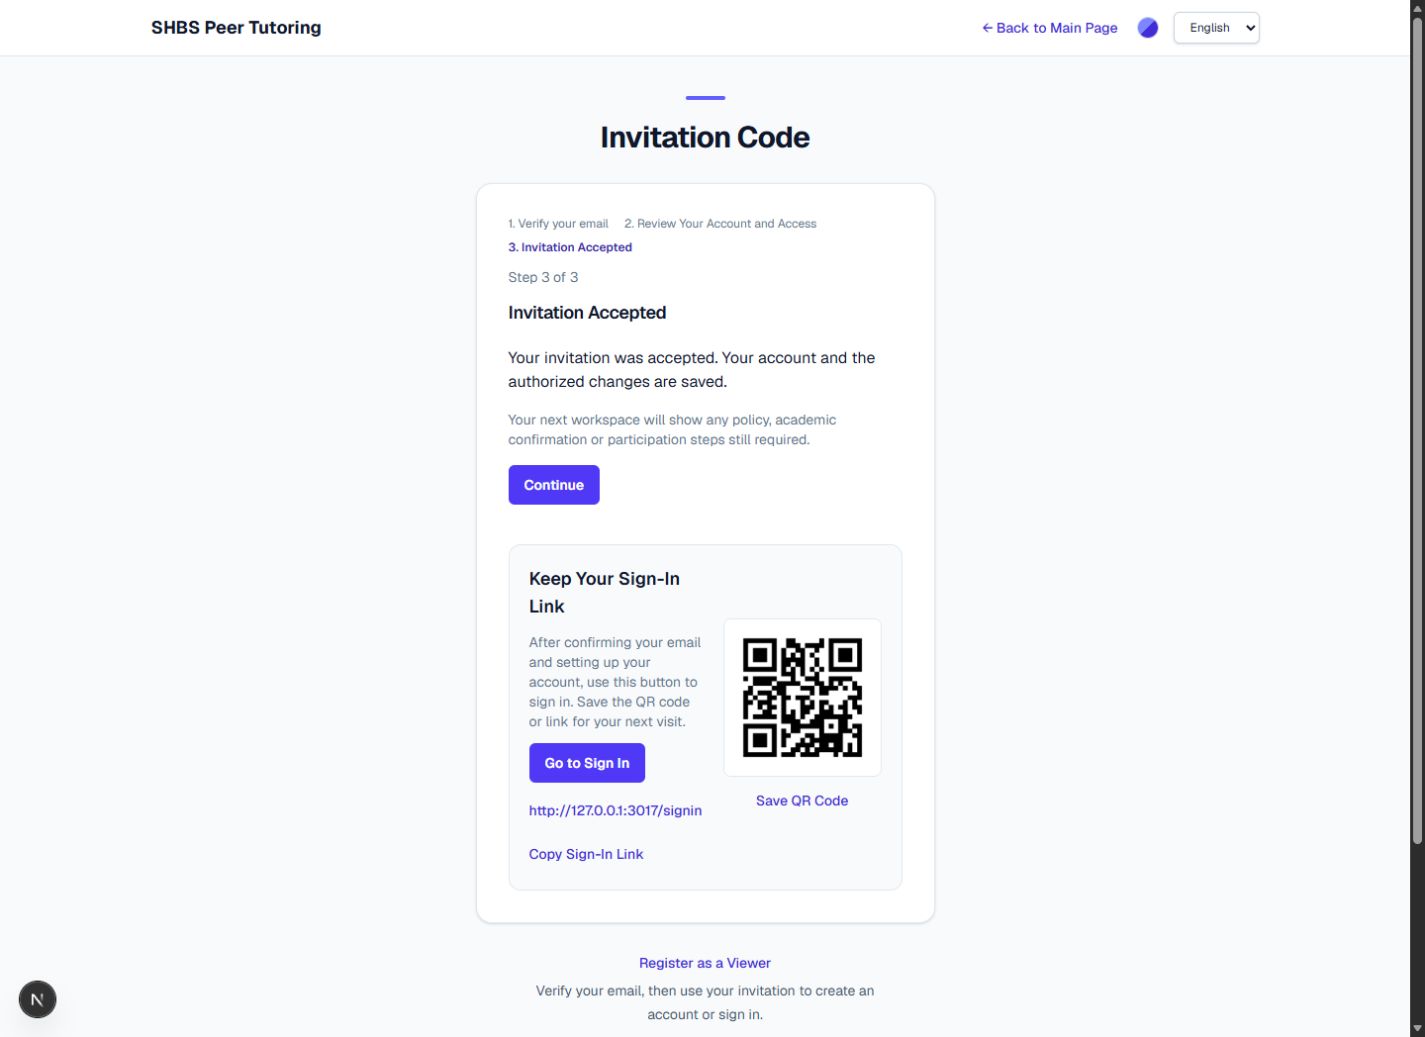 SHBS Peer Tutoring
← Back to Main Page
English
Invitation Code
1. Verify your email 2. Review Your Account and Access
3. Invitation Accepted
Step 3 of 3
Invitation Accepted
Your invitation was accepted. Your account and the
authorized changes are saved.
Your next workspace will show any policy, academic
confirmation or participation steps still required.
Continue
Keep Your Sign-In
Link
After confirming your email
and setting up your
account, use this button to
sign in. Save the QR code
or link for your next visit.
Go to Sign In
http://127.0.0.1:3017/signin
Copy Sign-In Link
Save QR Code
Register as a Viewer
Verify your email, then use your invitation to create an
account or sign in.
N